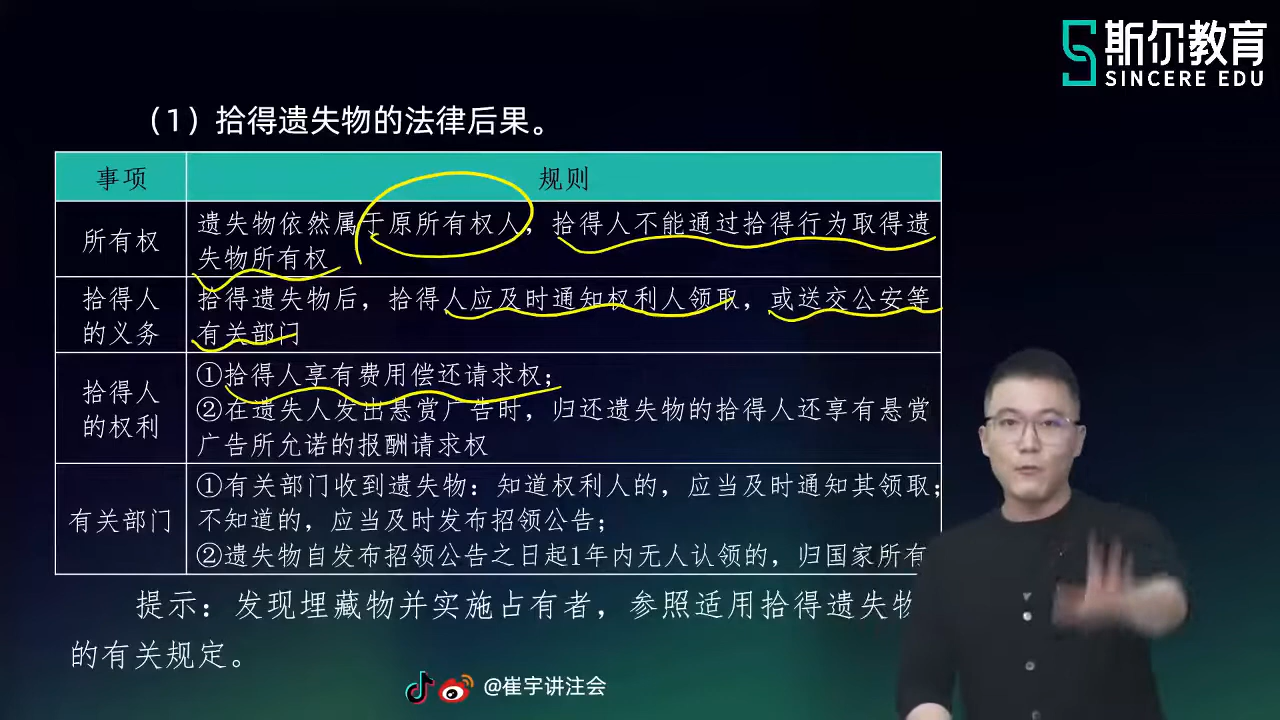 斯尔教育
SINCERE EDU
（1）拾得遗失物的法律后果。
事项
规则
所有权
遗失物依然属于原所有权人，拾得人不能通过拾得行为取得遗
失物所有权
拾得人
的义务
拾得遗失物后，拾得人应及时通知权利人领取，或送交公安等
有关部门
拾得人
的权利
①拾得人享有费用偿还请求权；
②在遗失人发出悬赏广告时，归还遗失物的拾得人还享有悬赏
广告所允诺的报酬请求权
有关部门
①有关部门收到遗失物：知道权利人的，应当及时通知其领取；
不知道的，应当及时发布招领公告；
②遗失物自发布招领公告之日起1年内无人认领的，归国家所有
提示：发现埋藏物并实施占有者，参照适用拾得遗失物
的有关规定。
@崔宇讲注会